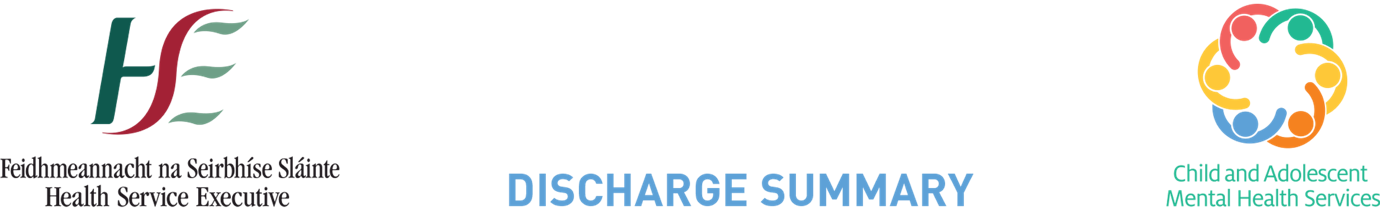 Feidhmeannacht na Seirbhíse Sláinte
Health Service Executive
DISCHARGE SUMMARY
Child and Adolescent
Mental Health Services